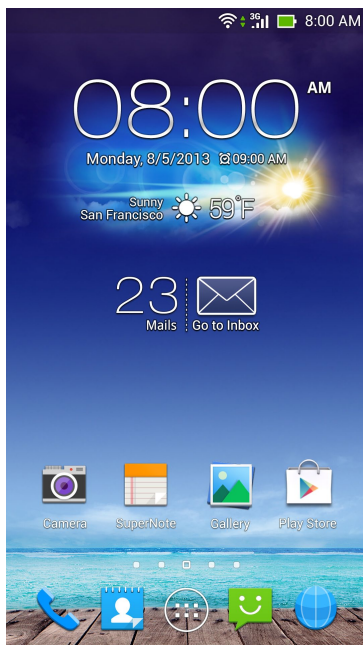 3G 8:00 AM
08:00 AM
Monday, 8/5/2013 09:00 AM
Sunny
San Francisco 59°F
23
Mails Go to Inbox
Camera SuperNote Gallery Play Store